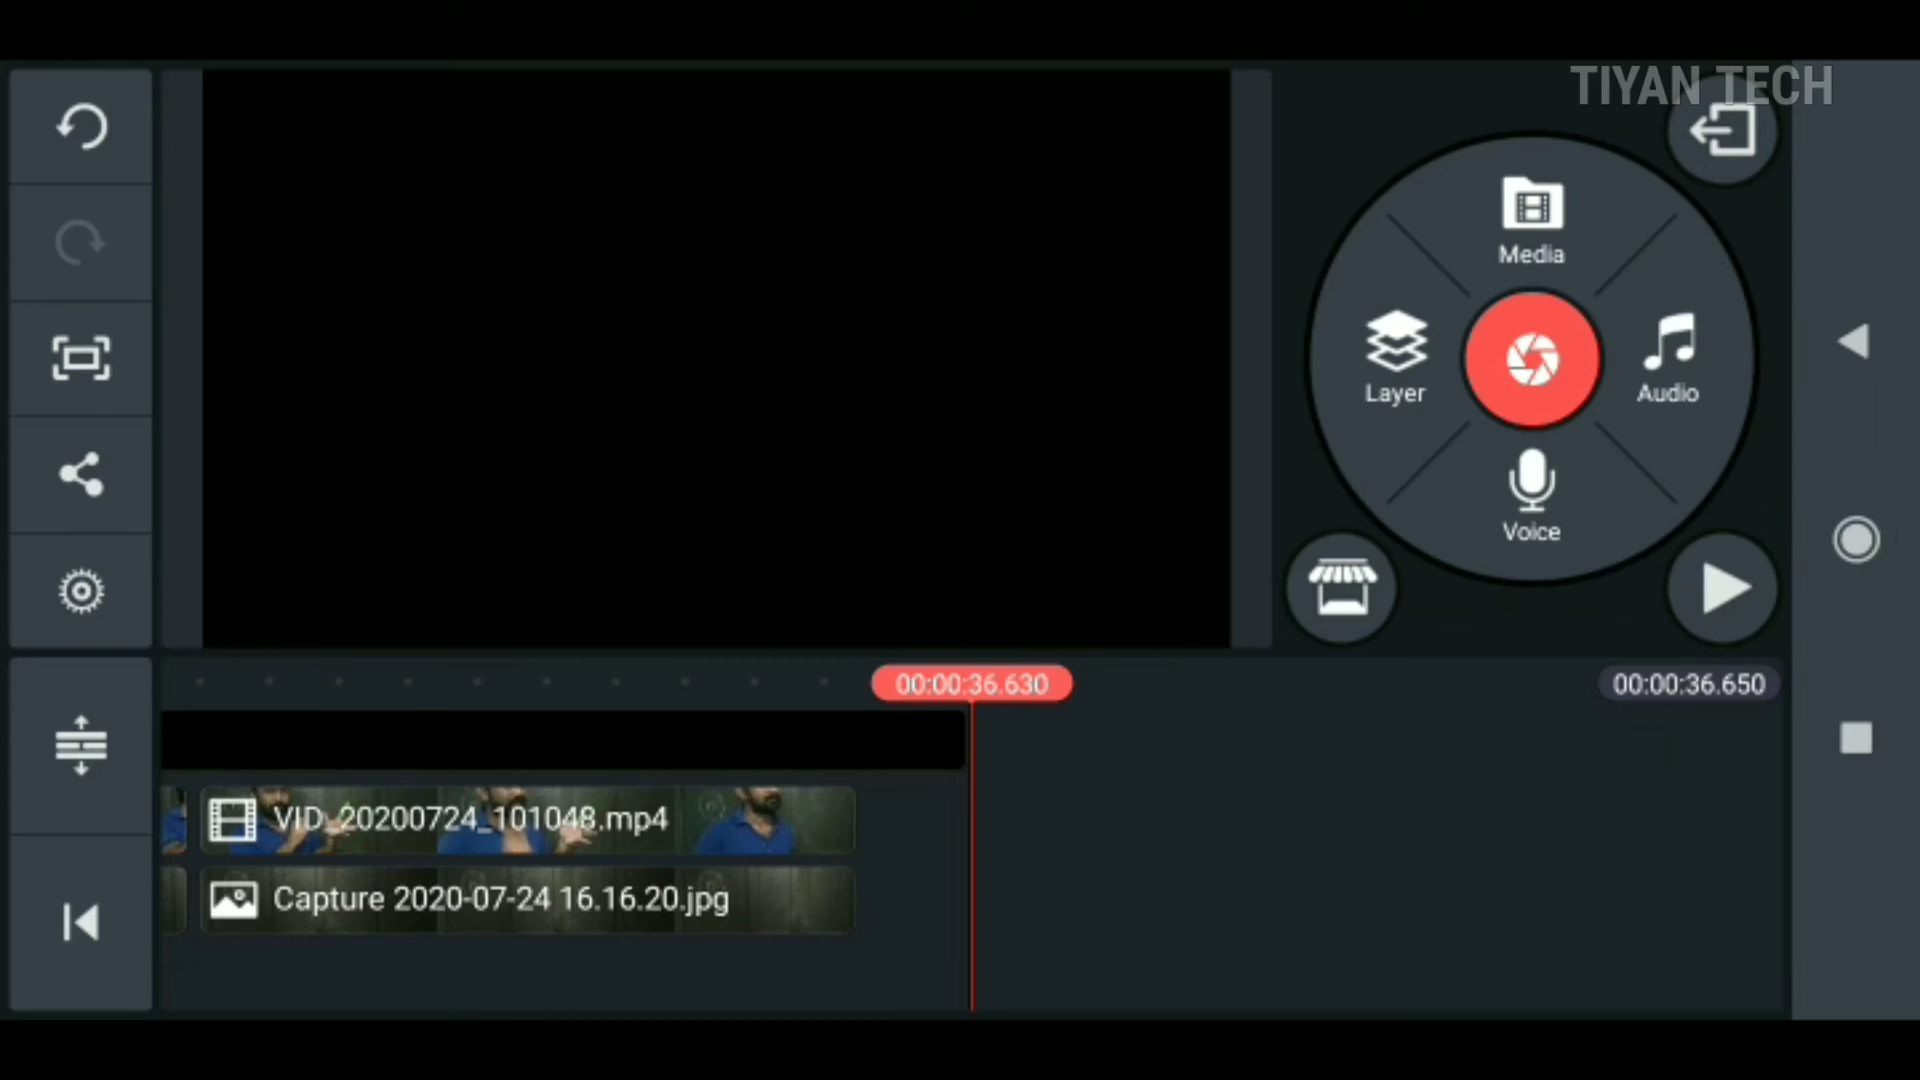 TIYAN TECH
Media
Layer
Audio
Voice
00:00:36.630
00:00:36.650
VID_20200724_101048.mp4
Capture 2020-07-24 16.16.20.jpg